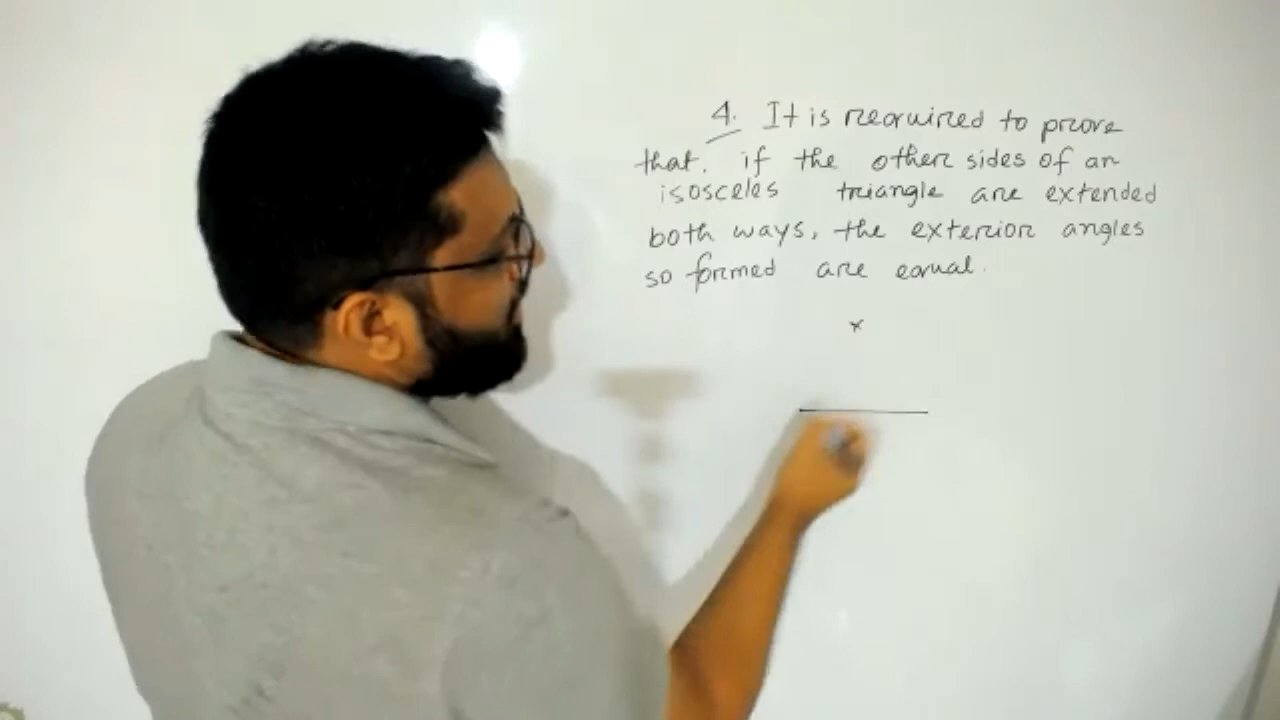 4. It is required to prove
that. if the other sides of an
isosceles triangle are extended
both ways, the exterior angles
so formed are equal.
x